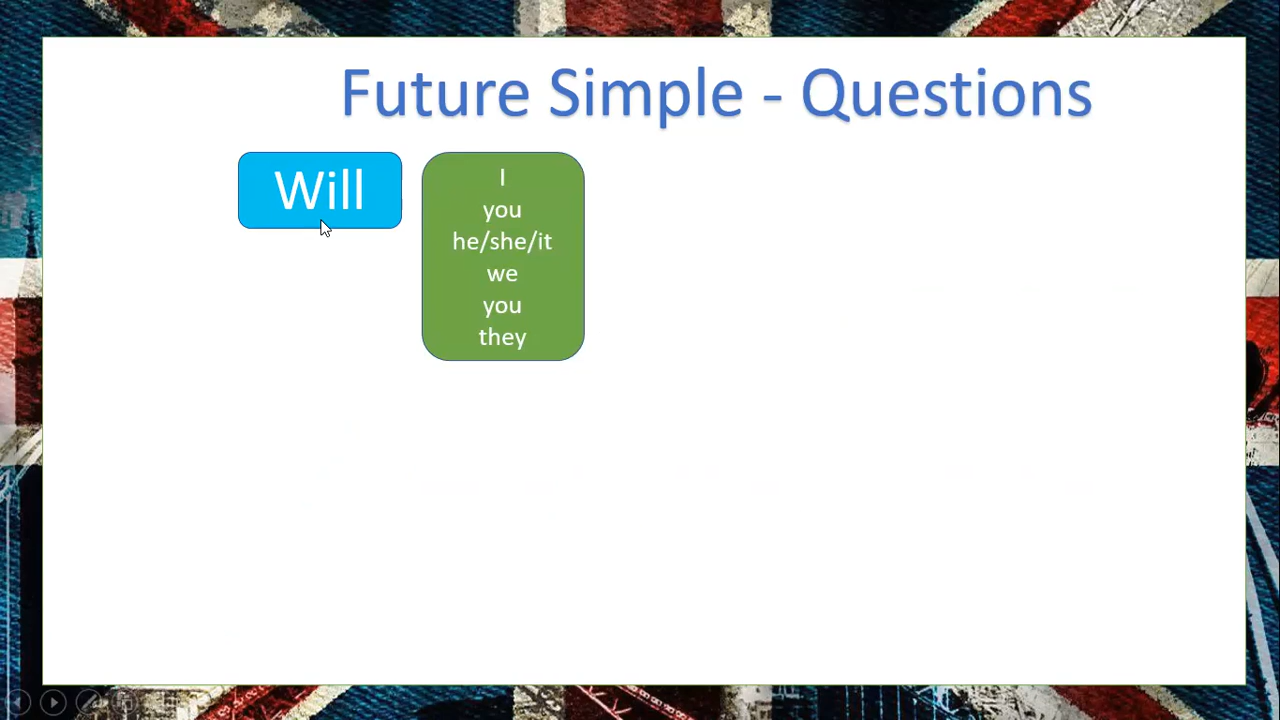 Future Simple - Questions
Will
I
you
he/she/it
we
you
they